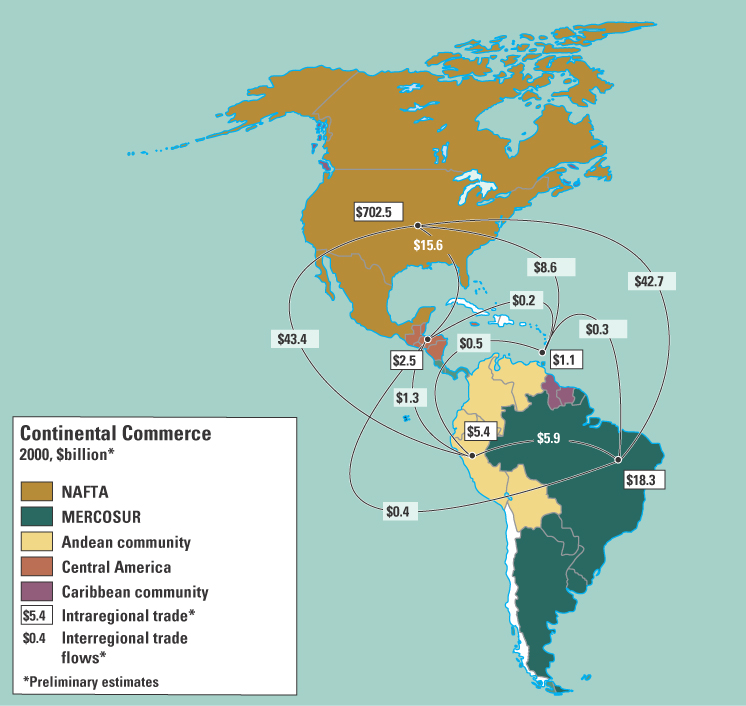 $702.5
$15.6
$8.6
$42.7
$0.2
$0.3
$43.4
$0.5
$2.5
$1.1
$1.3
$5.4
$5.9
$18.3
$0.4
Continental Commerce
2000, $billion*
NAFTA
MERCOSUR
Andean community
Central America
Caribbean community
$5.4 Intraregional trade*
$0.4 Interregional trade
flows*
*Preliminary estimates